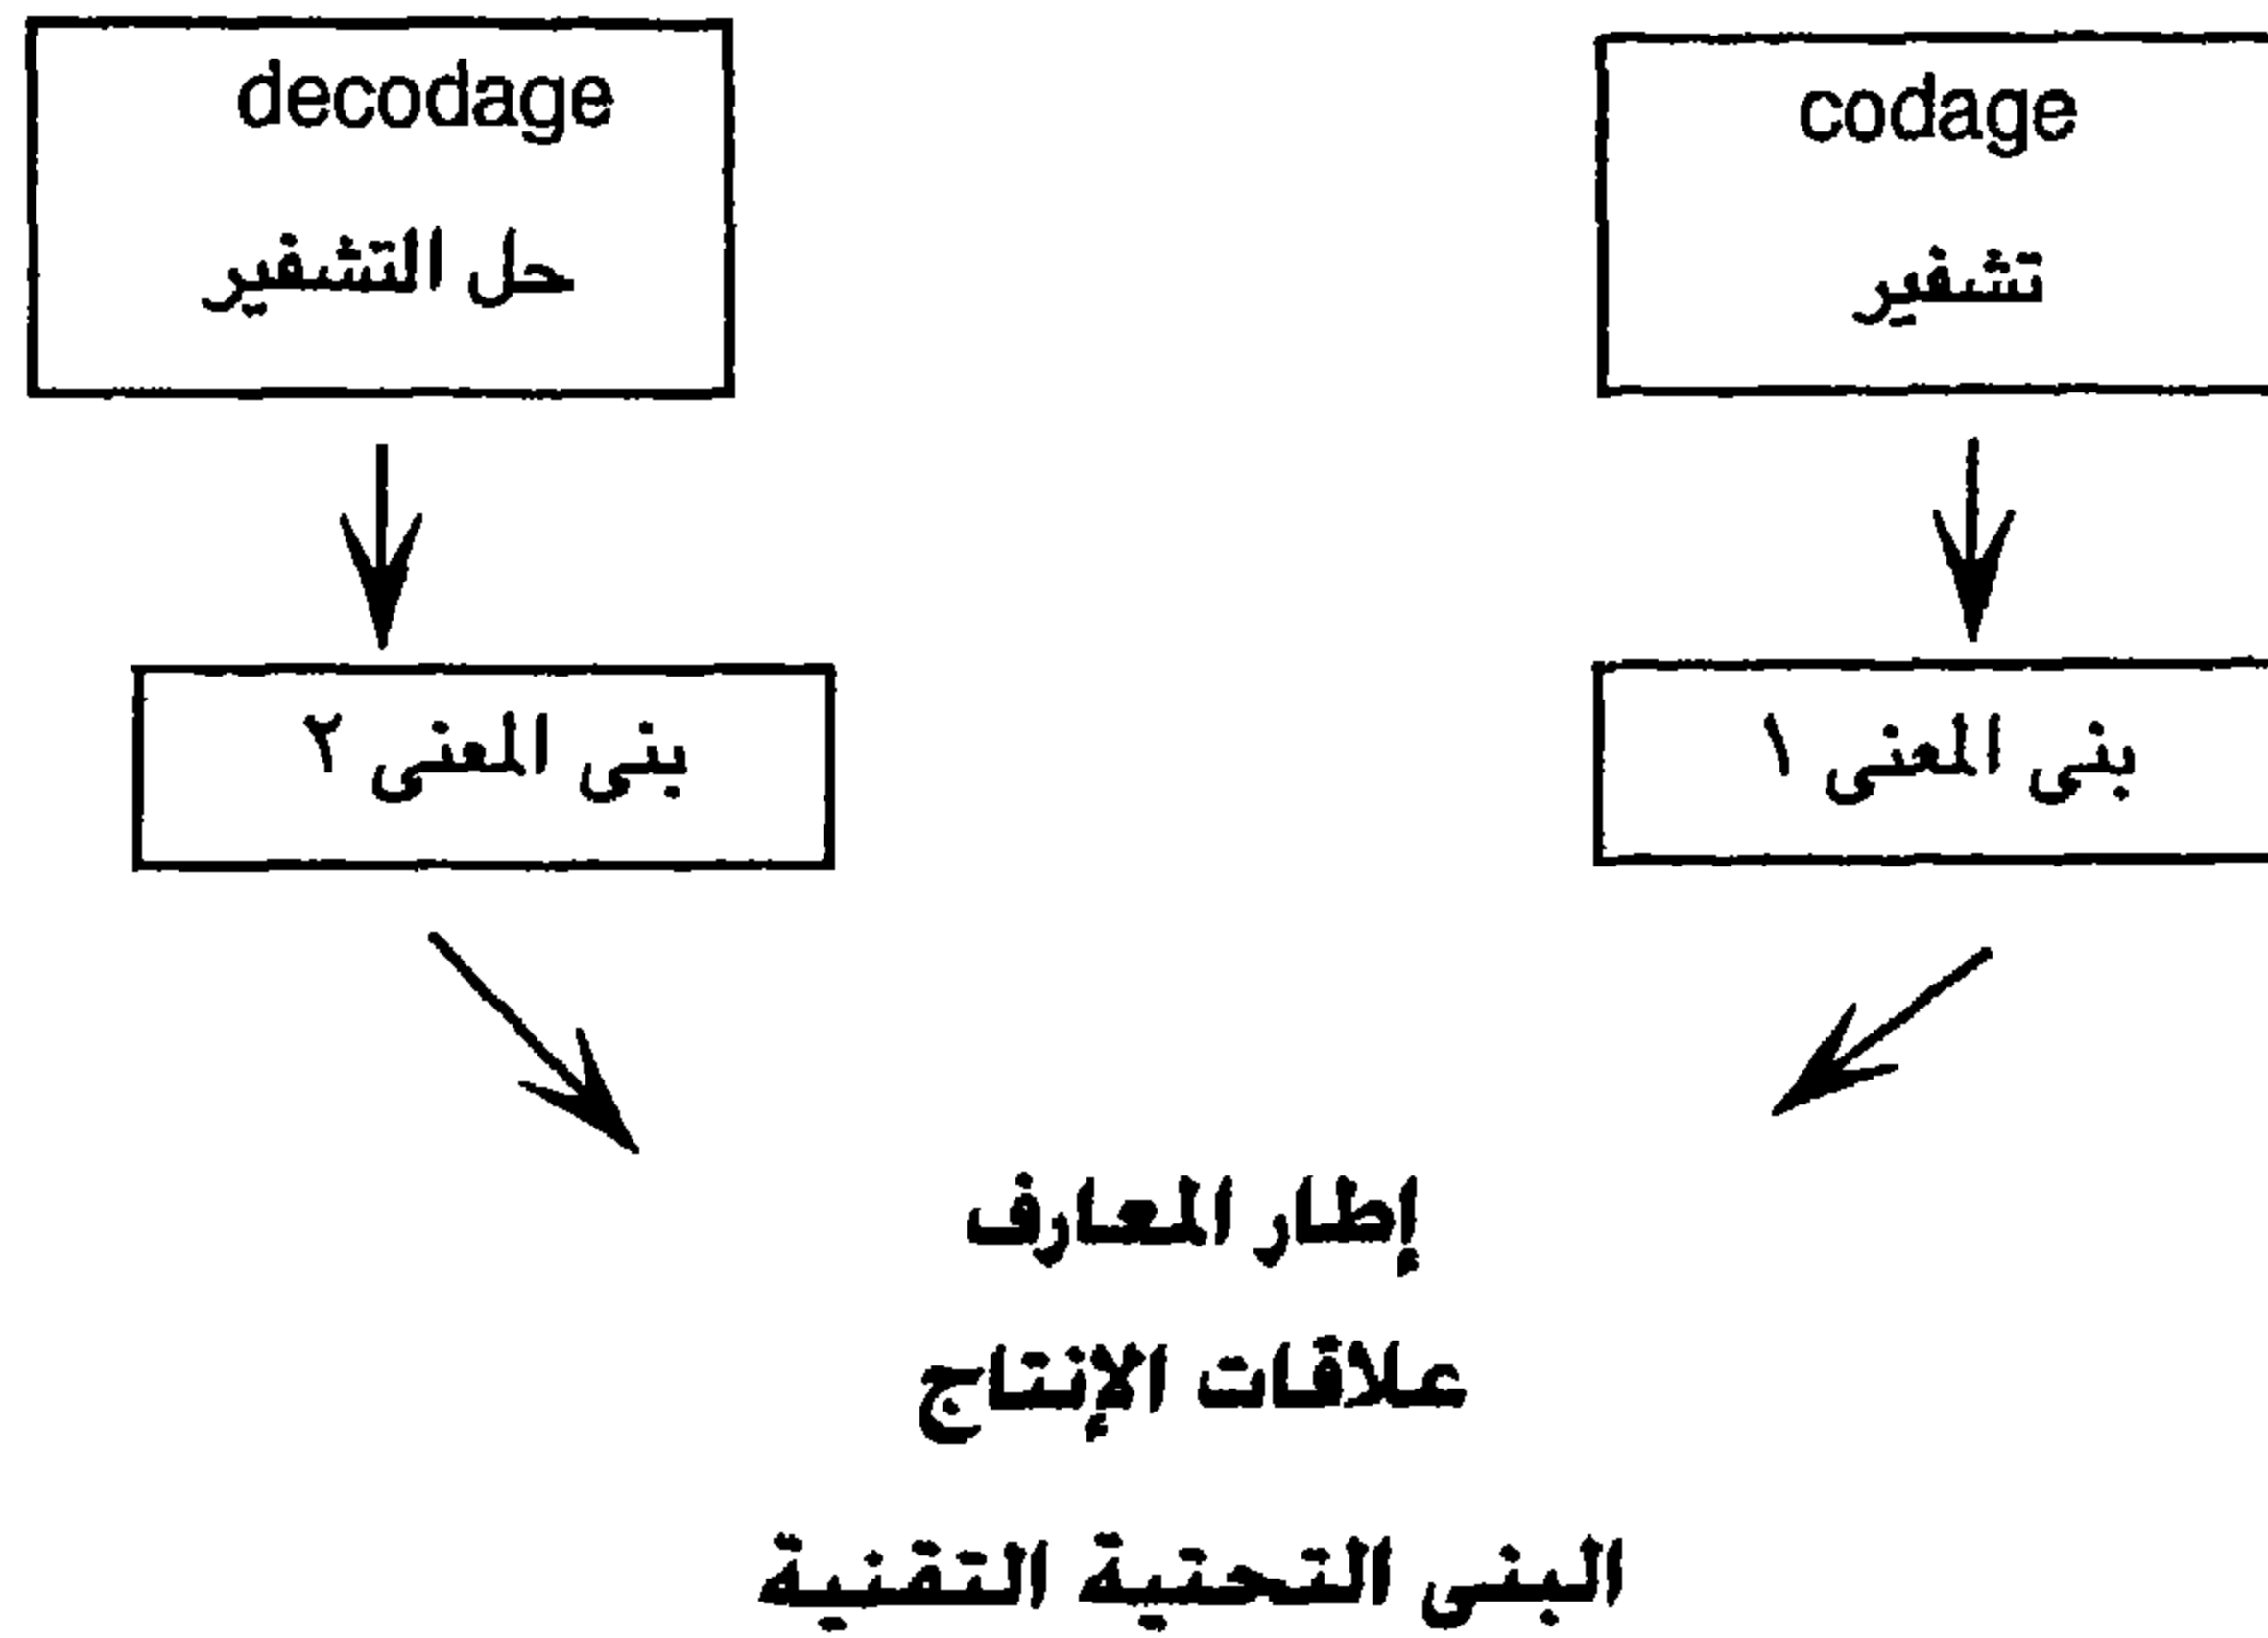 codage
تشفير
decodage
حل التشفير
بنى المعنى ١
بنى المعنى ٢
إطار المعارف
علاقات الإنتاج
البنى التحتية التقنية